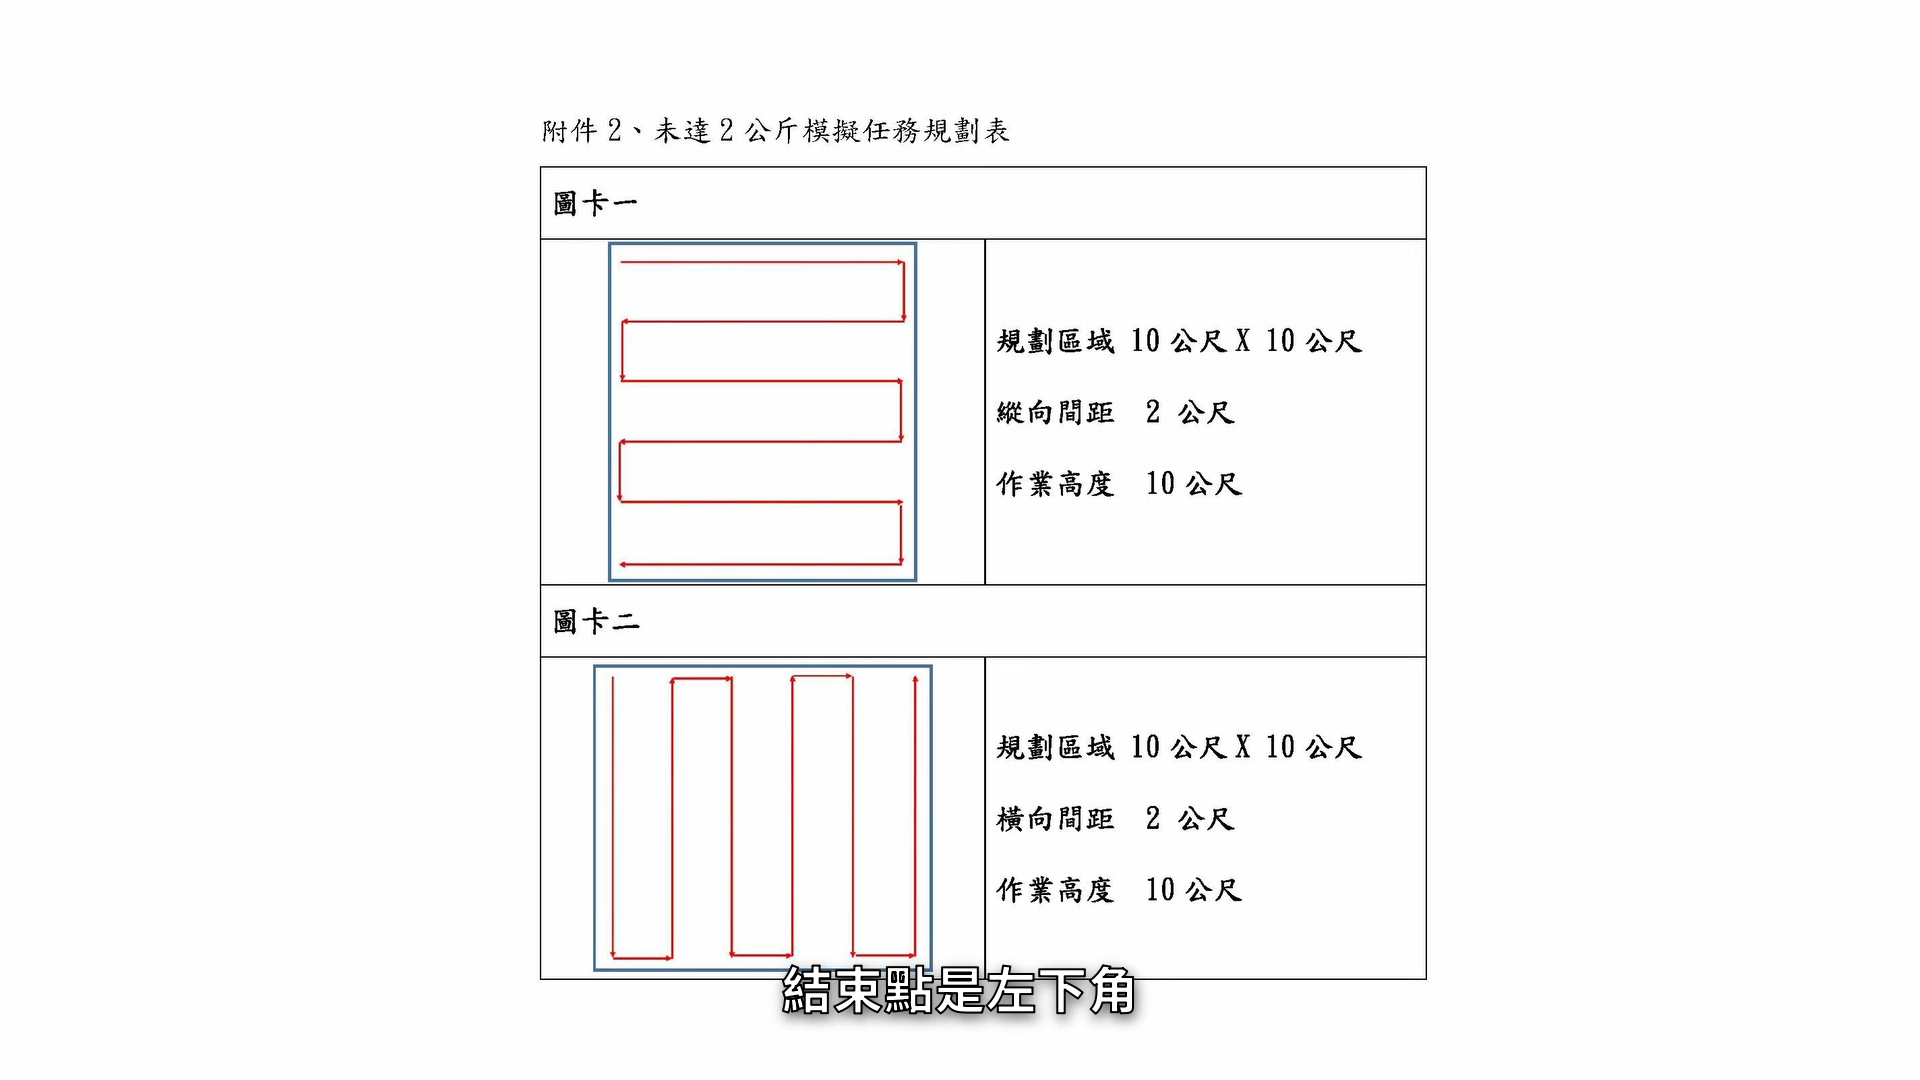 附件 2、未達 2 公斤模擬任務規劃表
圖卡一
規劃區域 10 公尺 X 10 公尺
縱向間距 2 公尺
作業高度 10 公尺
圖卡二
規劃區域 10 公尺 X 10 公尺
橫向間距 2 公尺
作業高度 10 公尺
結束點是左下角